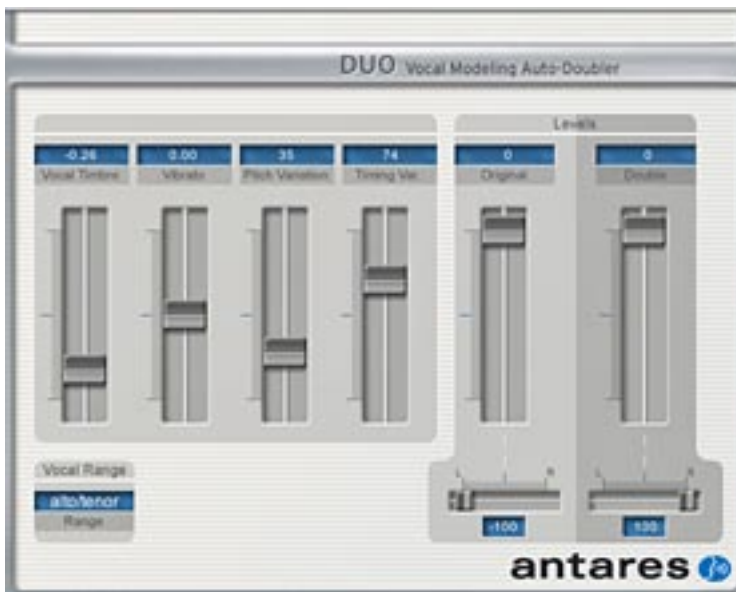 DUO Vocal Modeling Auto-Doubler
Levels
-0.26 0.00 35 74 0 0
Vocal Timbre Vibrato Pitch Variation Timing Var. Original Double
L R L R
Vocal Range
alto/tenor
Range
-100 100
antares